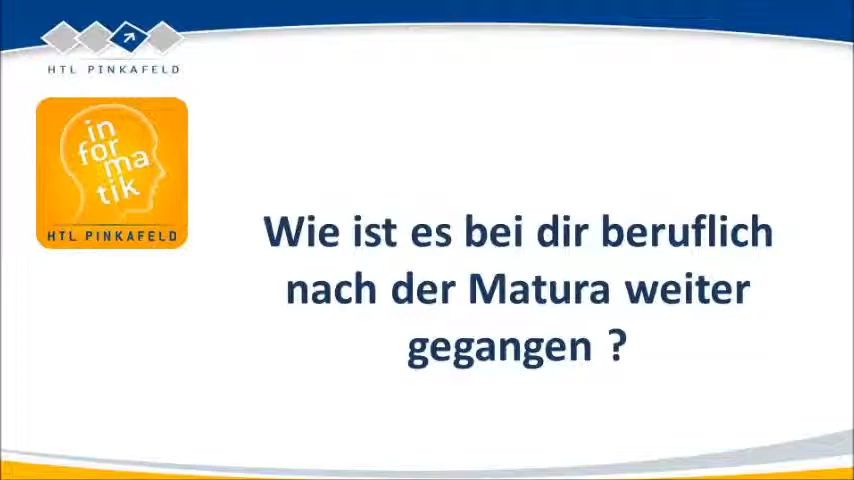 HTL PINKAFELD
in
for
ma
tik
HTL PINKAFELD
Wie ist es bei dir beruflich
nach der Matura weiter
gegangen ?